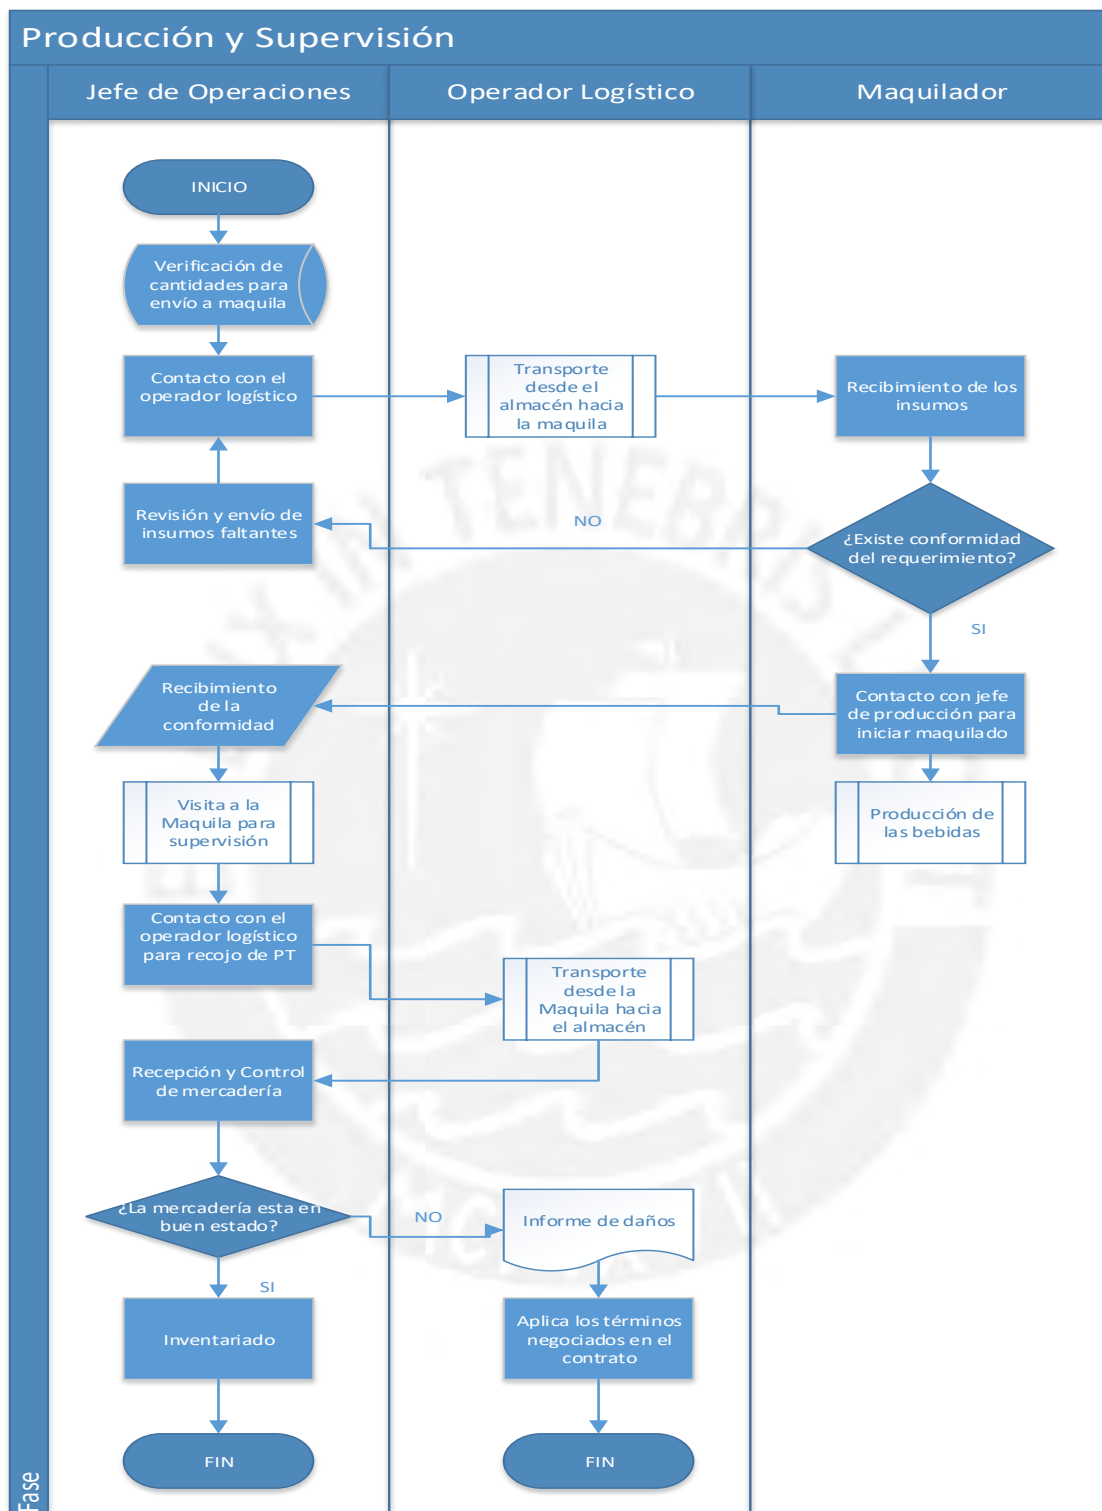 Producción y Supervisión
Jefe de Operaciones
Operador Logístico
Maquilador
Fase
INICIO
Verificación de
cantidades para
envío a maquila
Contacto con el
operador logístico
Transporte
desde el
almacén hacia
la maquila
Recibimiento de los
insumos
Revisión y envío de
insumos faltantes
NO
¿Existe conformidad
del requerimiento?
SI
Recibimiento
de la
conformidad
Contacto con jefe
de producción para
iniciar maquilado
Visita a la
Maquila para
supervisión
Producción de
las bebidas
Contacto con el
operador logístico
para recojo de PT
Transporte
desde la
Maquila hacia
el almacén
Recepción y Control
de mercadería
¿La mercadería esta en
buen estado?
NO
Informe de daños
SI
Inventariado
Aplica los términos
negociados en el
contrato
FIN
FIN